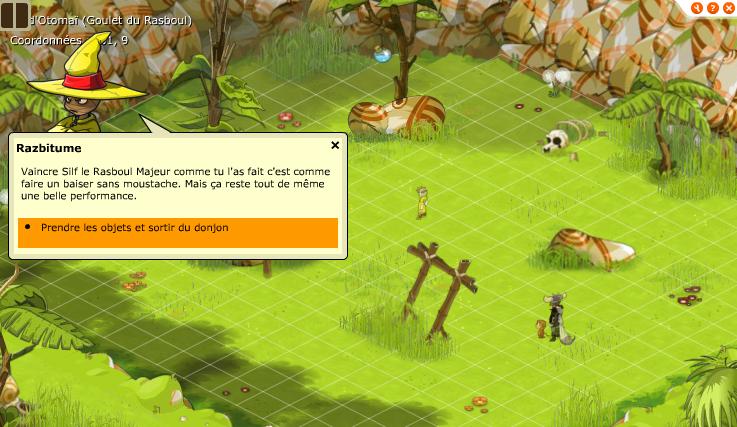 d'Otomaï (Goulet du Rasboul)
Coordonnées 1, 9
Razbitume
Vaincre Silf le Rasboul Majeur comme tu l'as fait c'est comme
faire un baiser sans moustache. Mais ça reste tout de même
une belle performance.
Prendre les objets et sortir du donjon